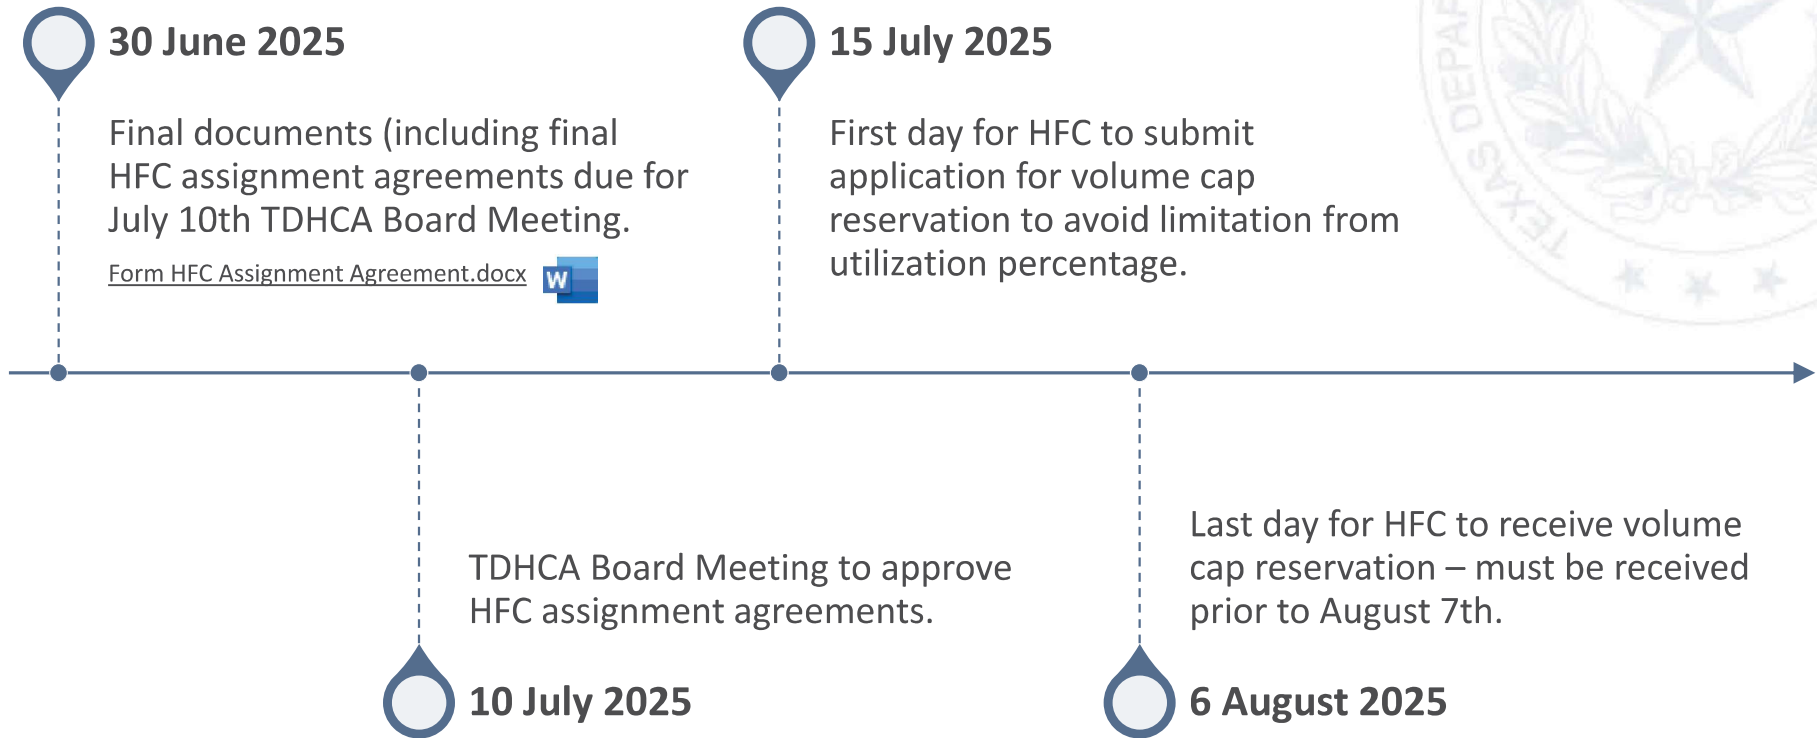 30 June 2025
Final documents (including final
HFC assignment agreements due for
July 10th TDHCA Board Meeting.
Form HFC Assignment Agreement.docx
W
15 July 2025
First day for HFC to submit
application for volume cap
reservation to avoid limitation from
utilization percentage.
TEXAS DEPAR
TDHCA Board Meeting to approve
HFC assignment agreements.
10 July 2025
Last day for HFC to receive volume
cap reservation – must be received
prior to August 7th.
6 August 2025